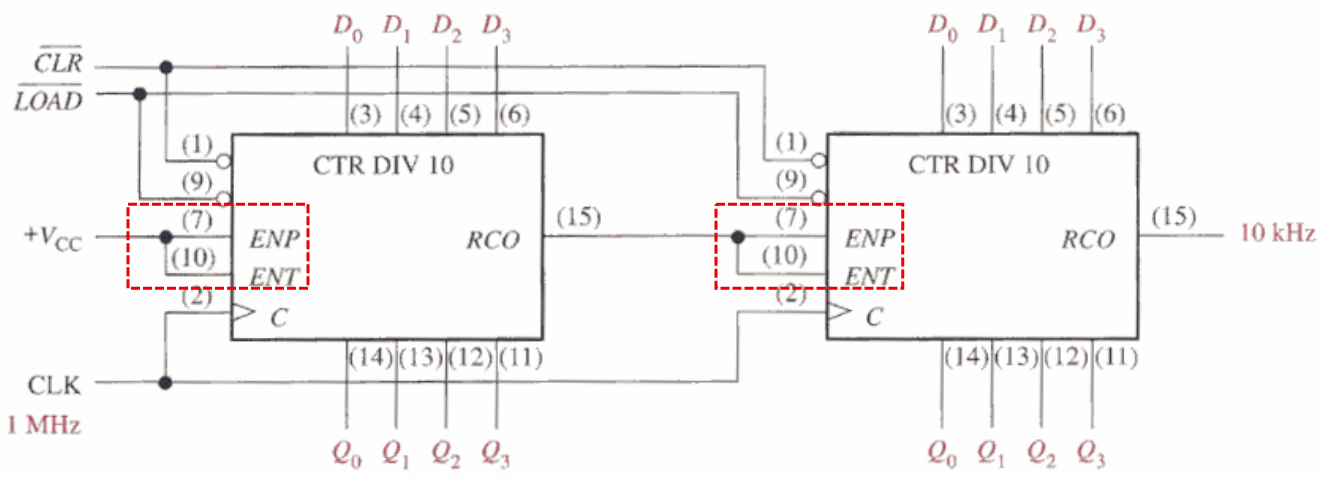 D0 D1 D2 D3 D0 D1 D2 D3
CLR
LOAD
(3) (4) (5) (6) (3) (4) (5) (6)
(1) (1)
CTR DIV 10 CTR DIV 10
(9) (9)
(7) (15) (7) (15)
+VCC ENP RCO ENP RCO 10 kHz
(10) (10)
ENT ENT
(2) (2)
C C
(14) (13) (12) (11) (14) (13) (12) (11)
CLK
1 MHz
Q0 Q1 Q2 Q3 Q0 Q1 Q2 Q3